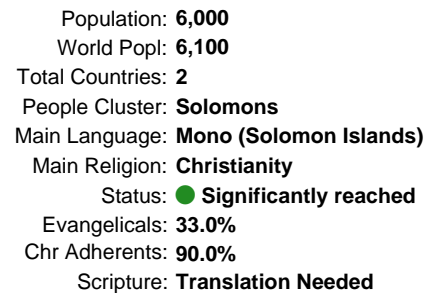 Population: 6,000
World Popl: 6,100
Total Countries: 2
People Cluster: Solomons
Main Language: Mono (Solomon Islands)
Main Religion: Christianity
Status: Significantly reached
Evangelicals: 33.0%
Chr Adherents: 90.0%
Scripture: Translation Needed